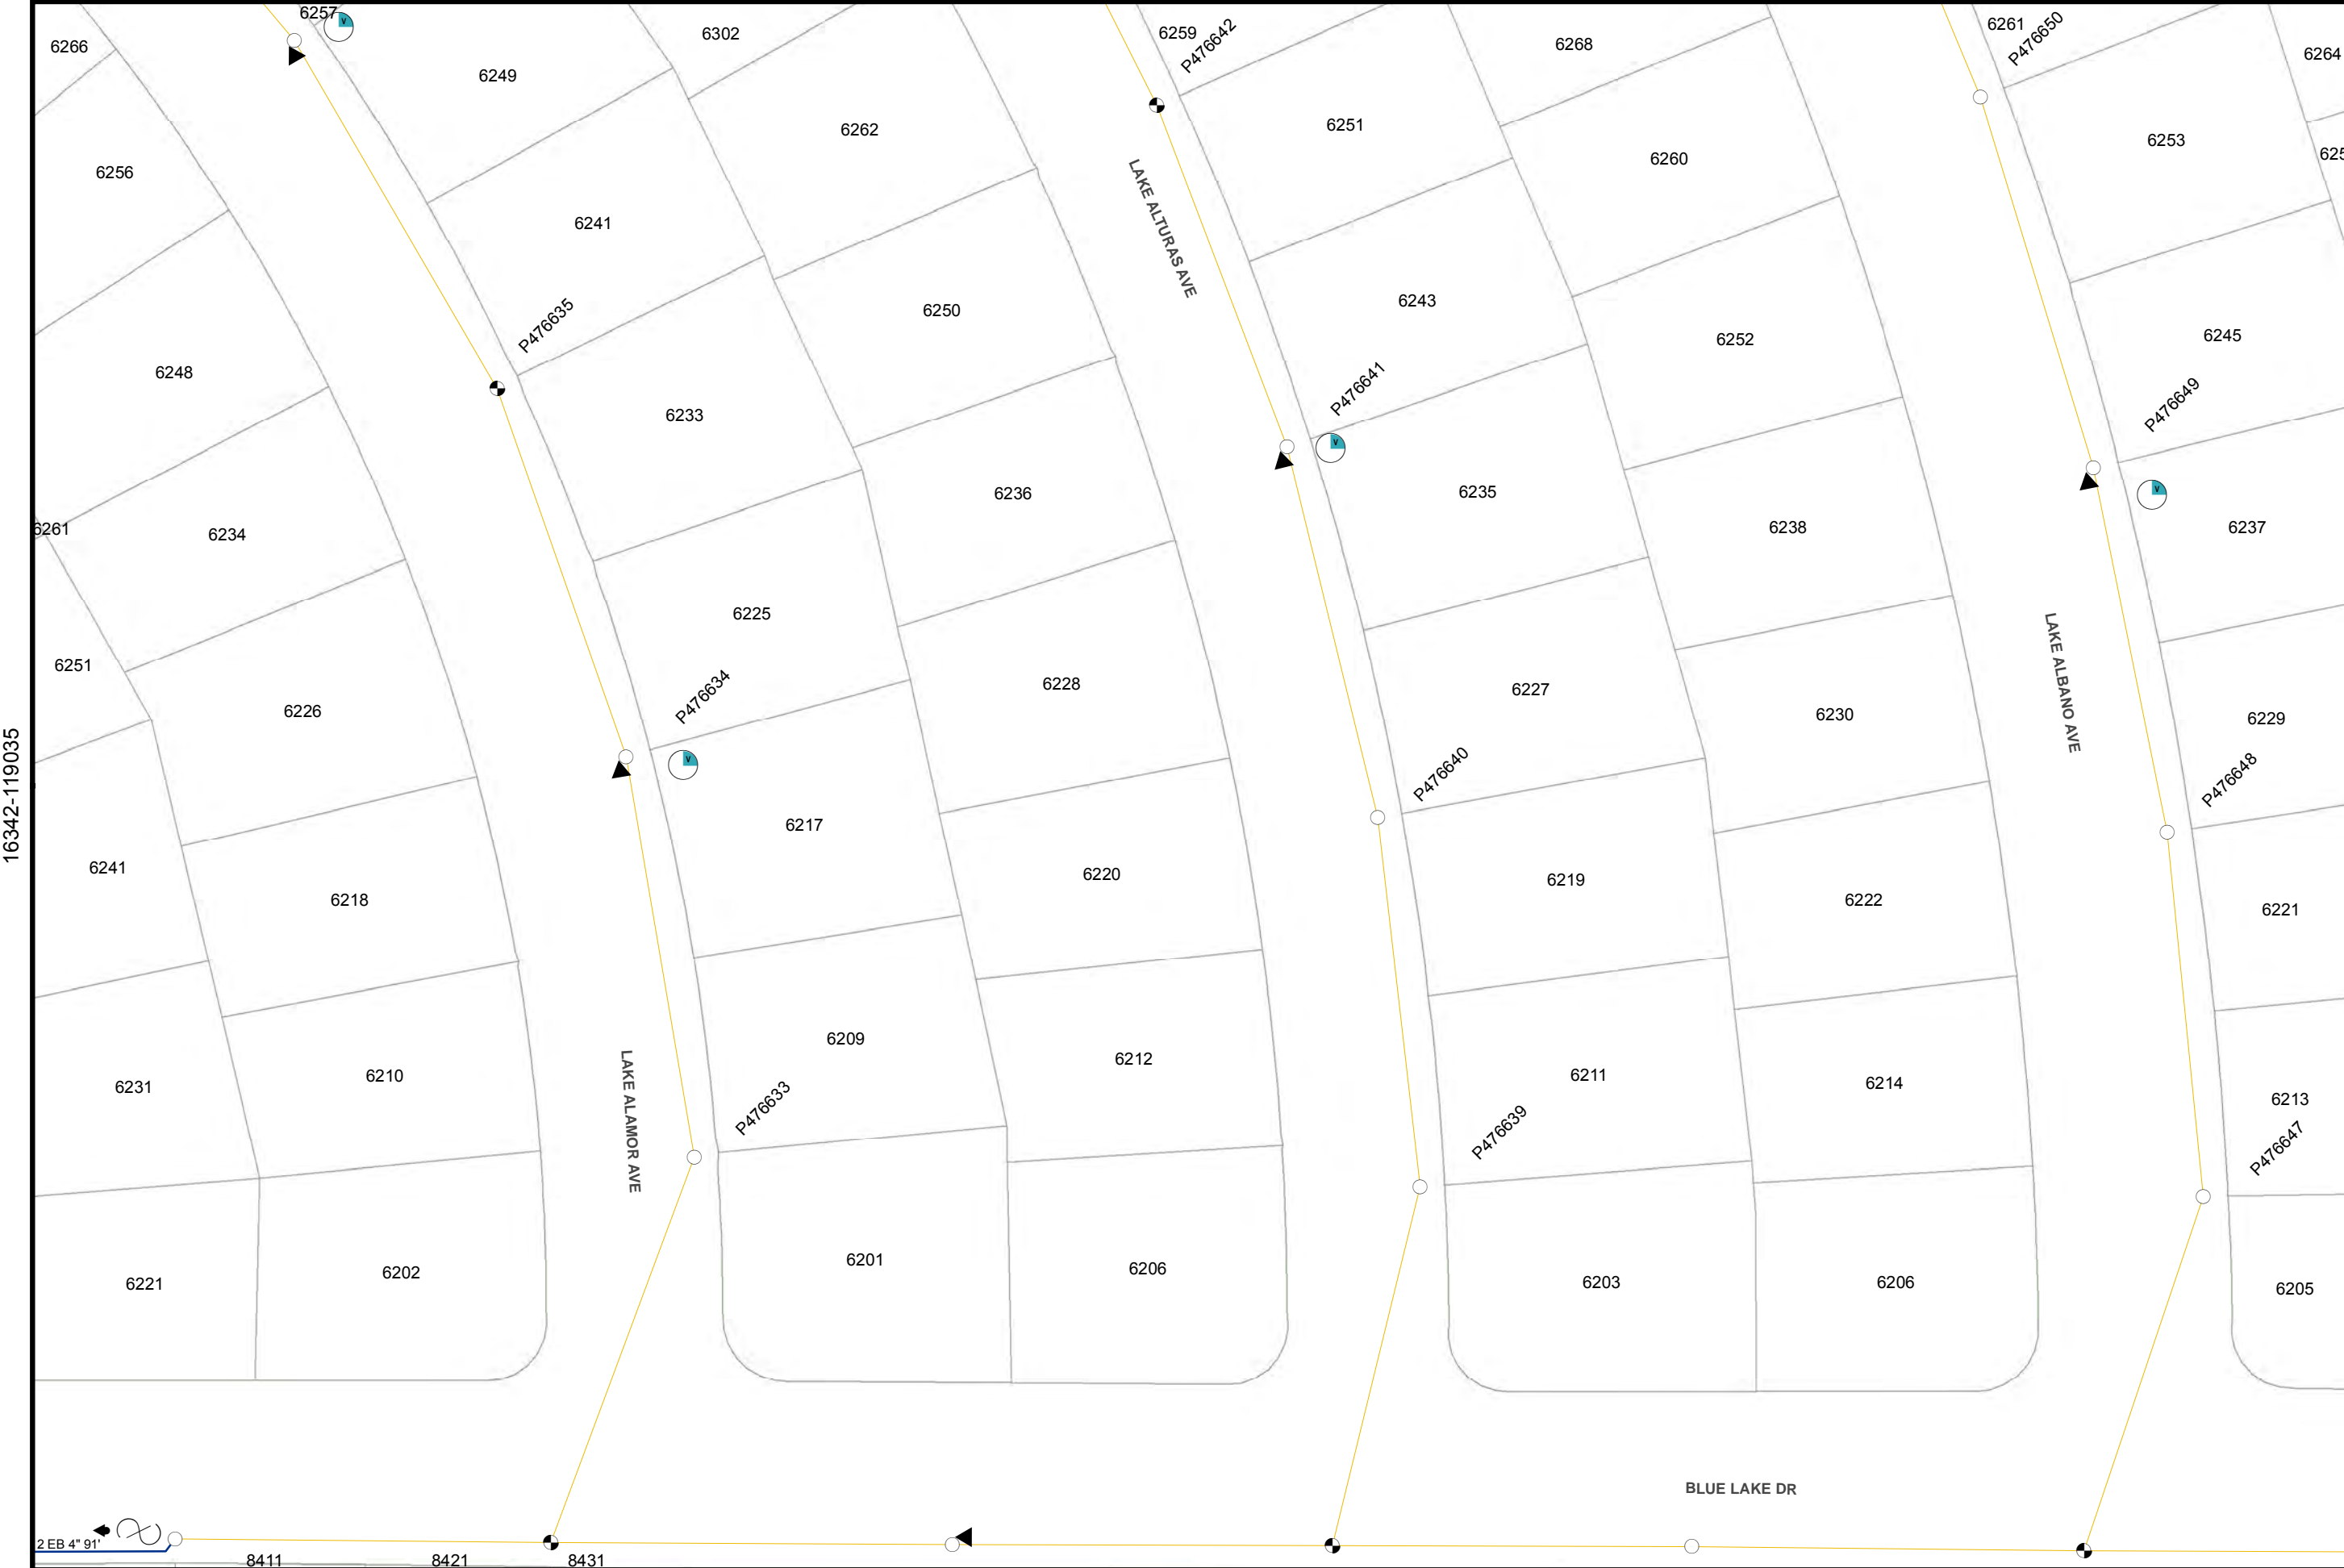 6257
6266
6302
6259
P476642
6268
6261
P476650
6264
6249
6262
6251
6260
6253
625
6256
6241
LAKE ALTURAS AVE
P476635
6250
6243
6252
6245
6248
6233
P476641
P476649
V
V
V
V
6236
6235
6238
6237
6261
6234
6225
6228
6227
6230
LAKE ALBANO AVE
6229
6251
6226
P476634
P476640
P476648
16342-119035
6217
6220
6219
6222
6221
6241
6218
6209
6212
6211
6214
6213
6231
6210
LAKE ALAMOR AVE
P476633
P476639
P476647
6221
6202
6201
6206
6203
6206
6205
BLUE LAKE DR
2 EB 4" 91'
8411
8421
8431